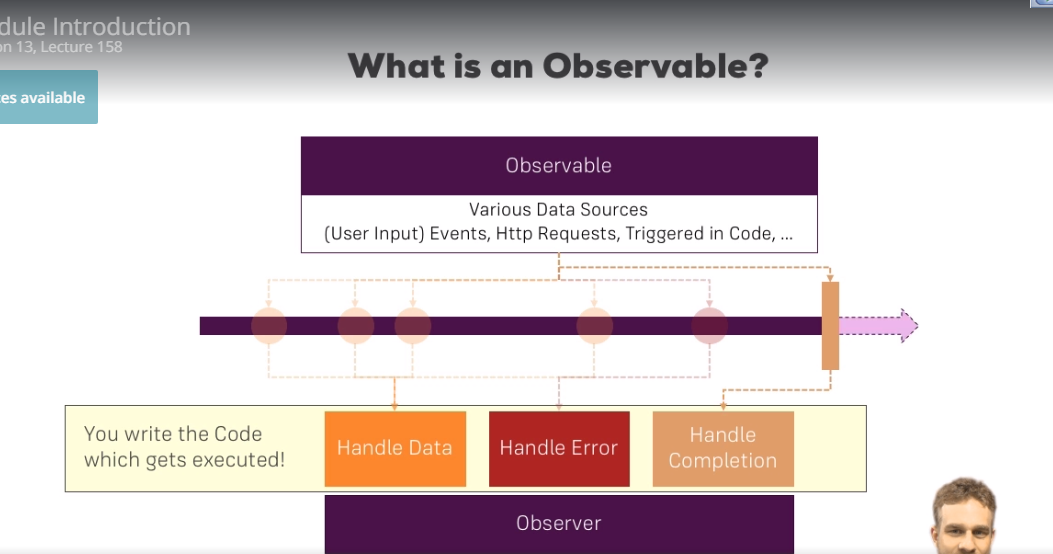 dule Introduction
on 13, Lecture 158
What is an Observable?
es available
Observable
Various Data Sources
(User Input) Events, Http Requests, Triggered in Code, ...
You write the Code
which gets executed!
Handle Data
Handle Error
Handle
Completion
Observer